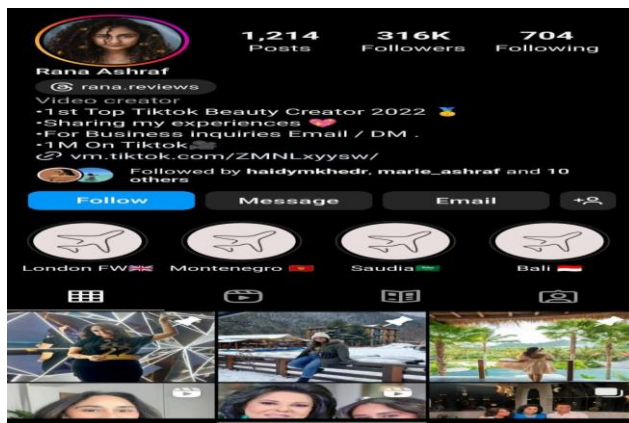 1,214 316K 704
Posts Followers Following
Rana Ashraf
rana.reviews
Video creator
•1st Top Tiktok Beauty Creator 2022 🥇
•Sharing my experiences 💖
•For Business inquiries Email / DM .
•1M On Tiktok🎥
vm.tiktok.com/ZMNLxyysw/
Followed by haidymkhedr, marie_ashraf and 10
others
Follow Message Email
London FW🇬🇧 Montenegro 🇲🇪 Saudia🇸🇦 Bali 🇮🇩